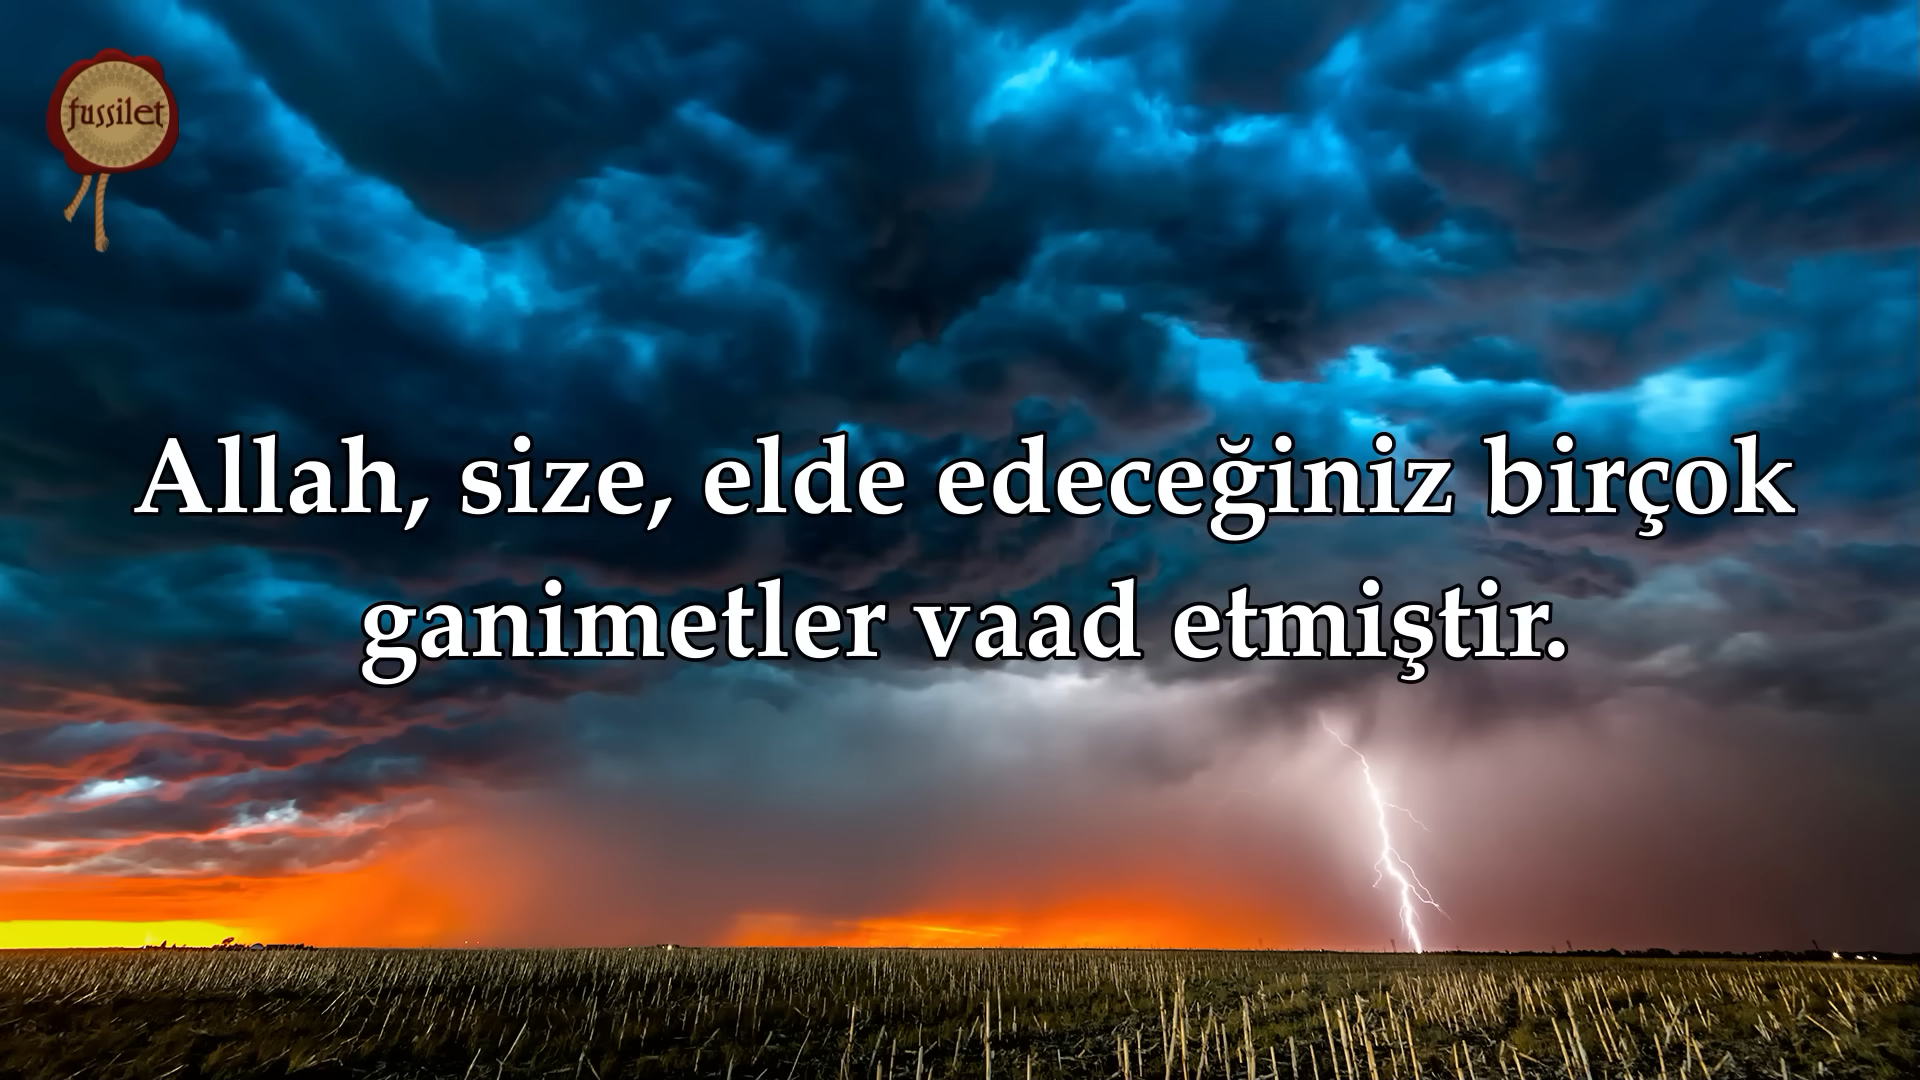 fussilet
Allah, size, elde edeceğiniz birçok
ganimetler vaad etmiştir.